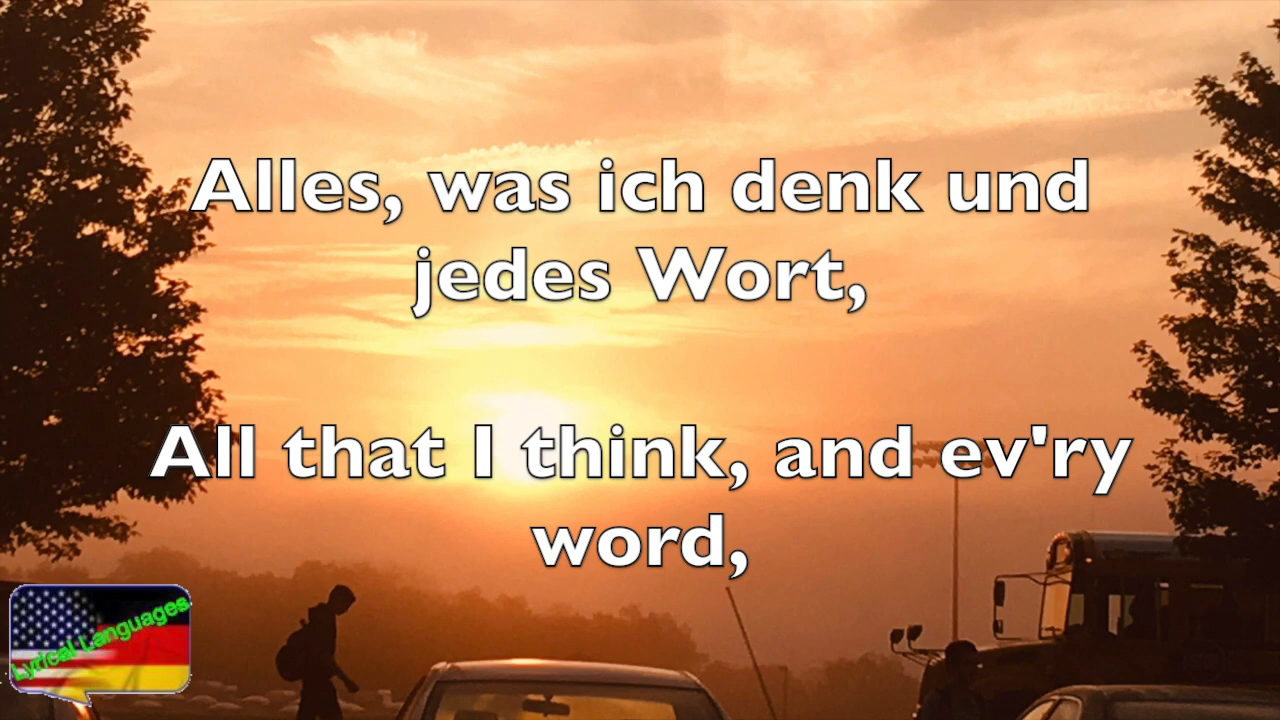 Alles, was ich denk und
jedes Wort,
All that I think, and ev'ry
word,
Lyrical Languages